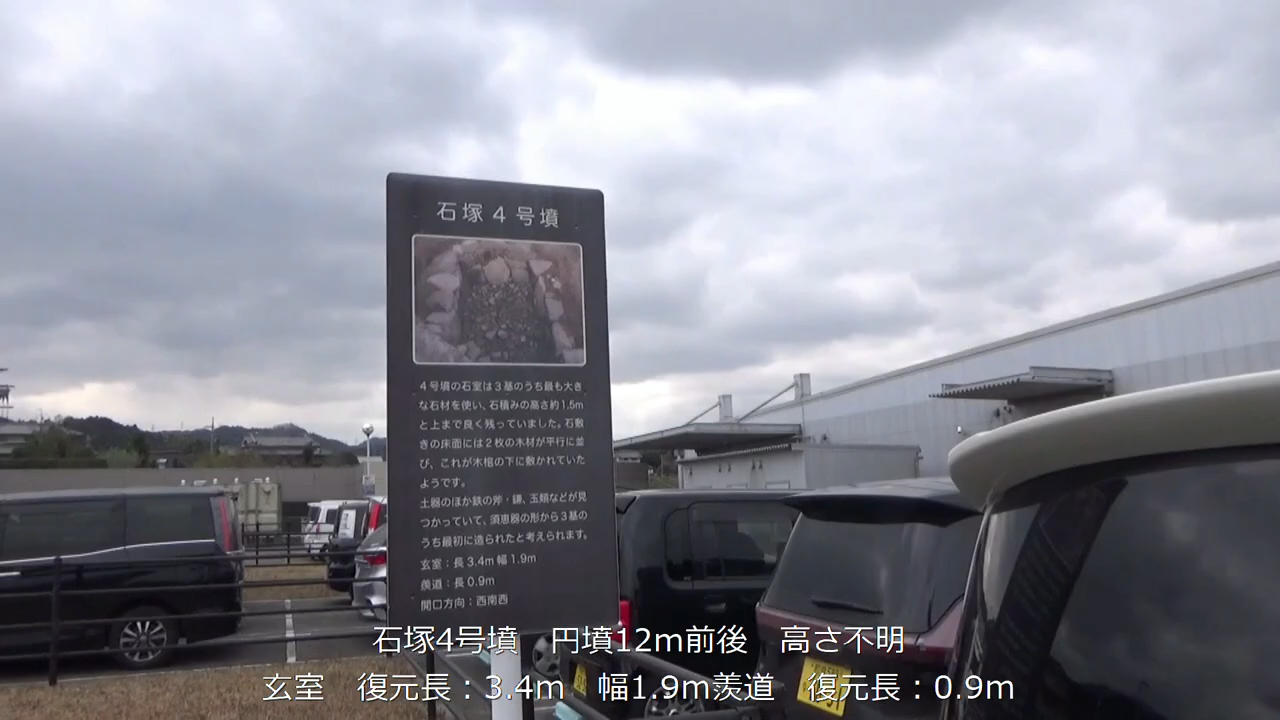 石塚４号墳
４号墳の石室は３基のうち最も大き
な石材を使い、石積みの高さ約1.5m
と上まで良く残っていました。石敷
きの床面には２枚の木材が平行に並
び、これが木棺の下に敷かれていた
ようです。
土器のほか鉄の斧・鎌、玉類などが見
つかっていて、須恵器の形から３基の
うち最初に造られたと考えられます。
玄室：長3.4m 幅1.9m
羨道：長0.9m
開口方向：西南西
石塚4号墳　円墳12m前後　高さ不明
玄室　復元長：3.4m　幅1.9m羨道　復元長：0.9m